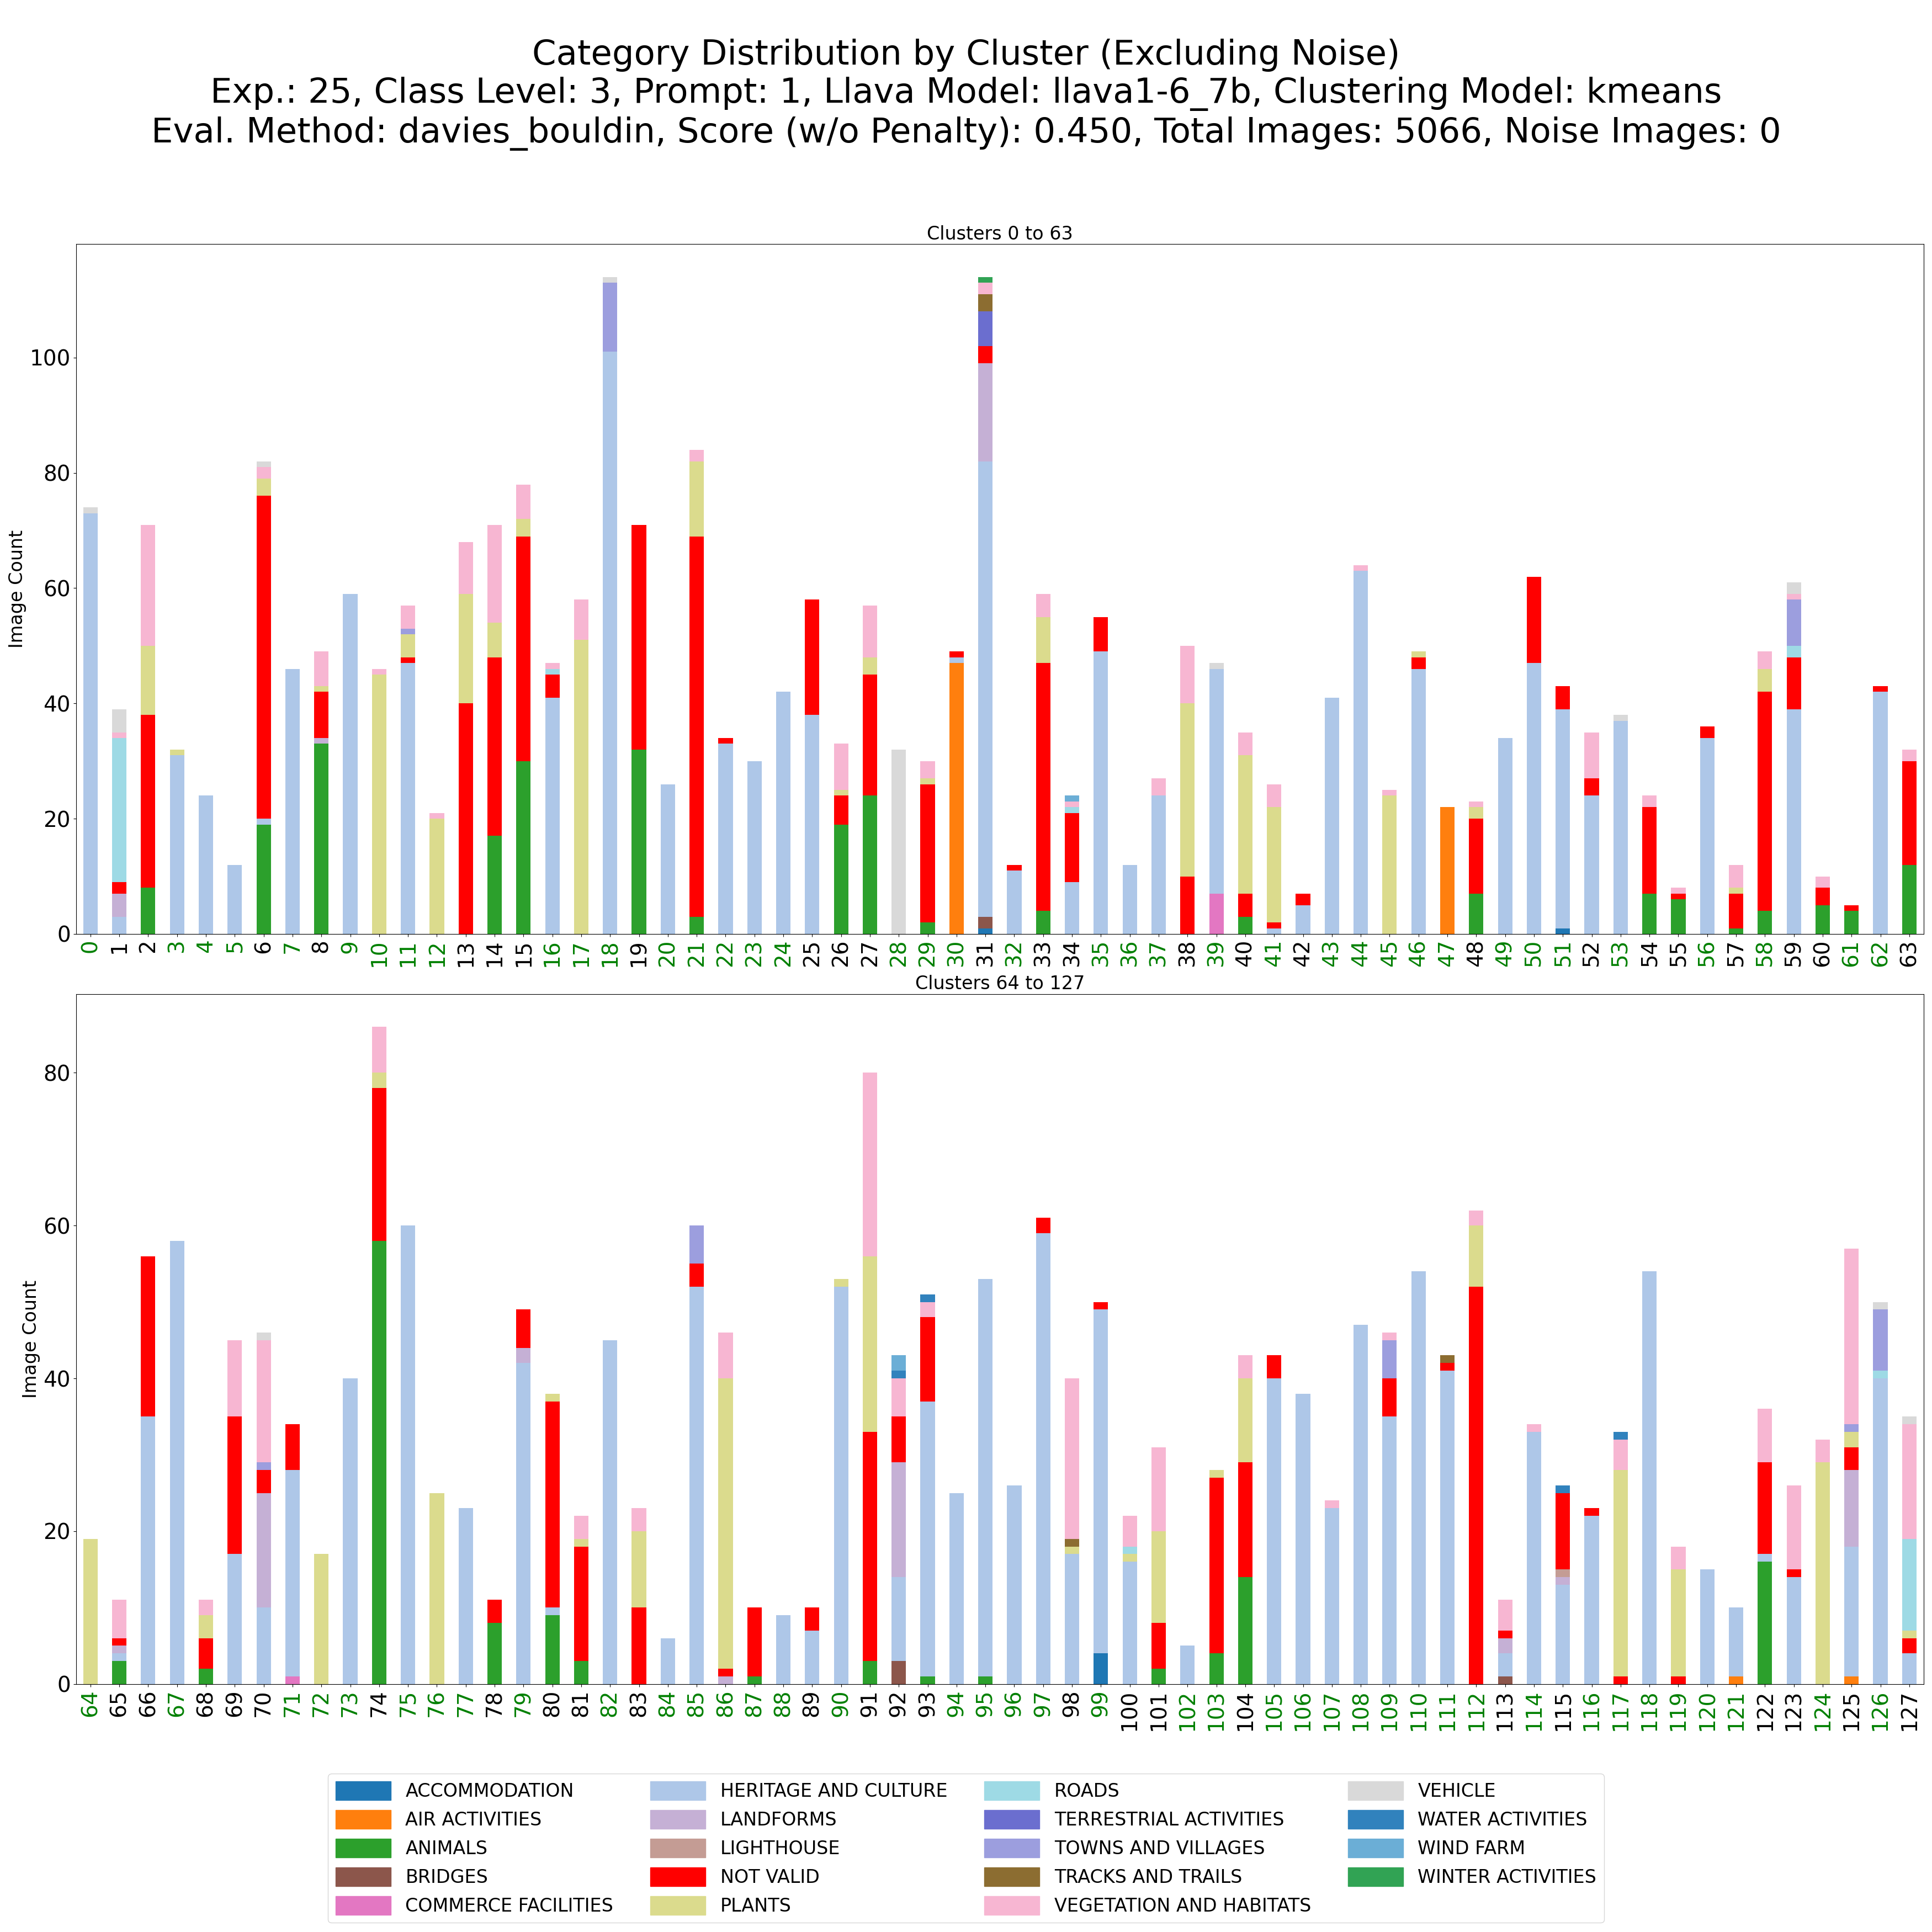 Category Distribution by Cluster (Excluding Noise)
Exp.: 25, Class Level: 3, Prompt: 1, Llava Model: llava1-6_7b, Clustering Model: kmeans
Eval. Method: davies_bouldin, Score (w/o Penalty): 0.450, Total Images: 5066, Noise Images: 0
Clusters 0 to 63
Image Count
100
80
60
40
20
0
0 1 2 3 4 5 6 7 8 9 10 11 12 13 14 15 16 17 18 19 20 21 22 23 24 25 26 27 28 29 30 31 32 33 34 35 36 37 38 39 40 41 42 43 44 45 46 47 48 49 50 51 52 53 54 55 56 57 58 59 60 61 62 63
Clusters 64 to 127
Image Count
80
60
40
20
0
64 65 66 67 68 69 70 71 72 73 74 75 76 77 78 79 80 81 82 83 84 85 86 87 88 89 90 91 92 93 94 95 96 97 98 99 100 101 102 103 104 105 106 107 108 109 110 111 112 113 114 115 116 117 118 119 120 121 122 123 124 125 126 127
ACCOMMODATION
AIR ACTIVITIES
ANIMALS
BRIDGES
COMMERCE FACILITIES
HERITAGE AND CULTURE
LANDFORMS
LIGHTHOUSE
NOT VALID
PLANTS
ROADS
TERRESTRIAL ACTIVITIES
TOWNS AND VILLAGES
TRACKS AND TRAILS
VEGETATION AND HABITATS
VEHICLE
WATER ACTIVITIES
WIND FARM
WINTER ACTIVITIES